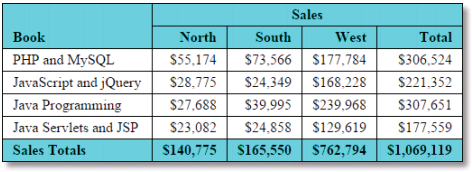 Sales
Book North South West Total
PHP and MySQL $55,174 $73,566 $177,784 $306,524
JavaScript and jQuery $28,775 $24,349 $168,228 $221,352
Java Programming $27,688 $39,995 $239,968 $307,651
Java Servlets and JSP $23,082 $24,858 $129,619 $177,559
Sales Totals $140,775 $165,550 $762,794 $1,069,119